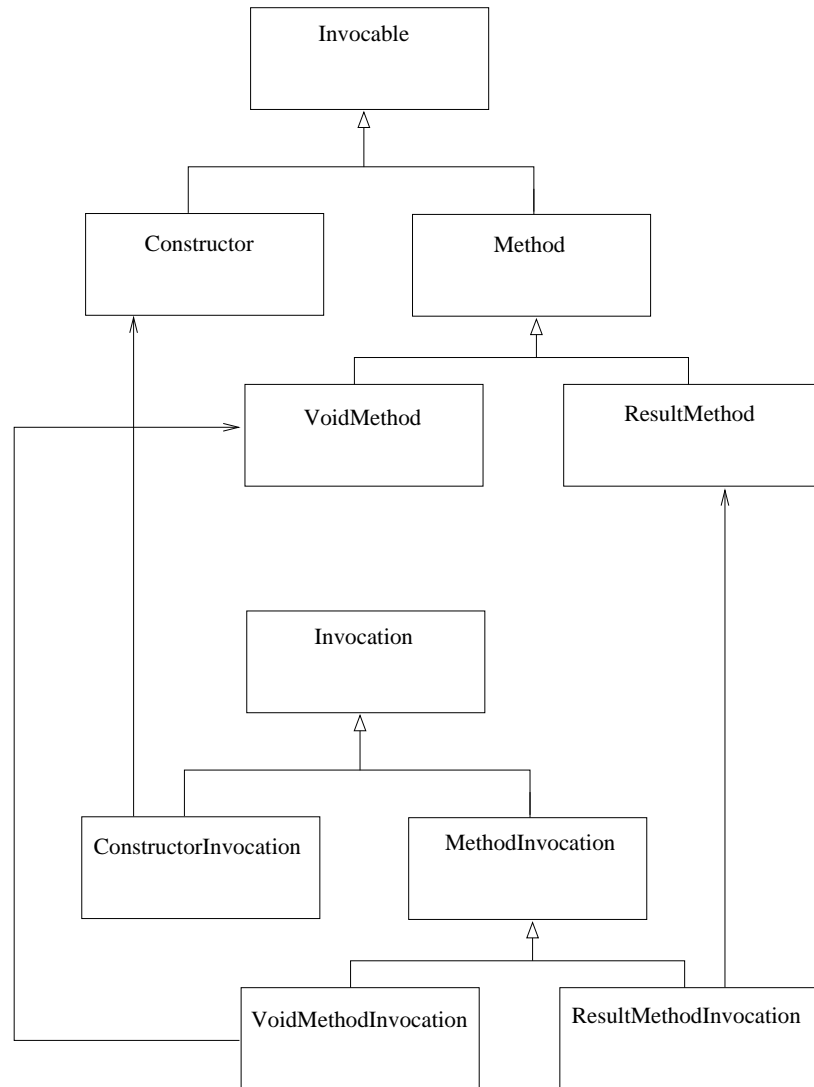 Invocable
Constructor
Method
VoidMethod
ResultMethod
Invocation
ConstructorInvocation
MethodInvocation
VoidMethodInvocation
ResultMethodInvocation